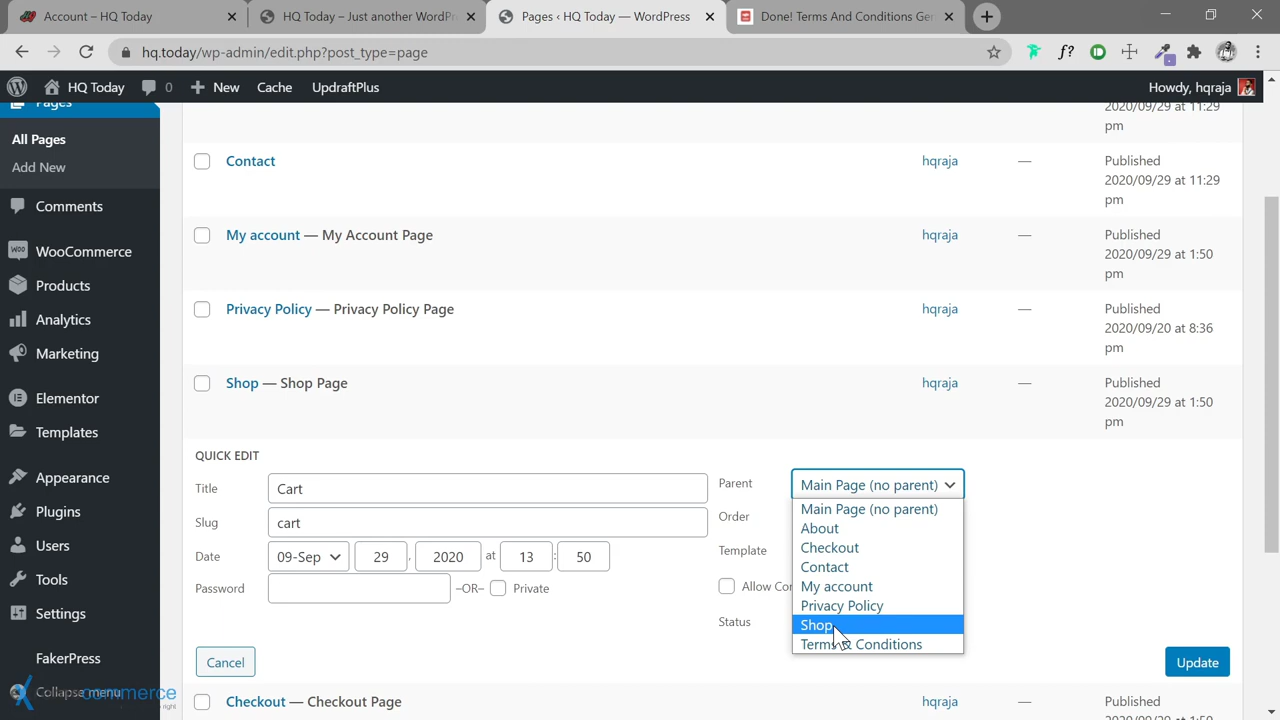 Account ‹ HQ Today
HQ Today – Just another WordPr
Pages ‹ HQ Today — WordPress
Done! Terms And Conditions Ger
hq.today/wp-admin/edit.php?post_type=page
f?
HQ Today
0
New
Cache
UpdraftPlus
Howdy, hqraja
Pages
All Pages
Add New
Comments
WooCommerce
Products
Analytics
Marketing
Elementor
Templates
Appearance
Plugins
Users
Tools
Settings
FakerPress
Collapse menu
commerce
2020/09/29 at 11:29
pm
Contact
hqraja
—
Published
2020/09/29 at 11:29
pm
My account — My Account Page
hqraja
—
Published
2020/09/29 at 1:50
pm
Privacy Policy — Privacy Policy Page
hqraja
—
Published
2020/09/20 at 8:36
pm
Shop — Shop Page
hqraja
—
Published
2020/09/29 at 1:50
pm
QUICK EDIT
Title
Cart
Slug
cart
Date
09-Sep
29
,
2020
at
13
:
50
Password
–OR–
Private
Parent
Main Page (no parent)
Order
Template
Allow Co
Status
Main Page (no parent)
About
Checkout
Contact
My account
Privacy Policy
Shop
Terms & Conditions
Cancel
Update
Checkout — Checkout Page
hqraja
—
Published